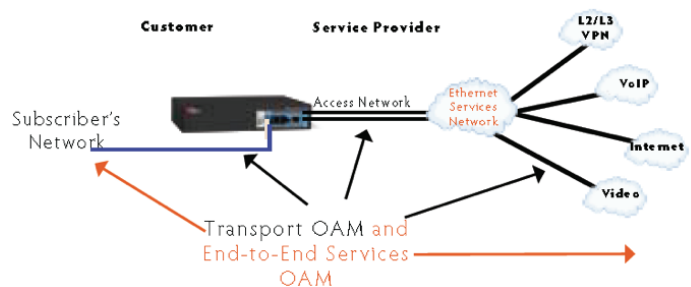 Customer
Service Provider
L2/L3
VPN
VoIP
Internet
Video
Ethernet
Services
Network
Access Network
Subscriber's
Network
Transport OAM and
End-to-End Services
OAM